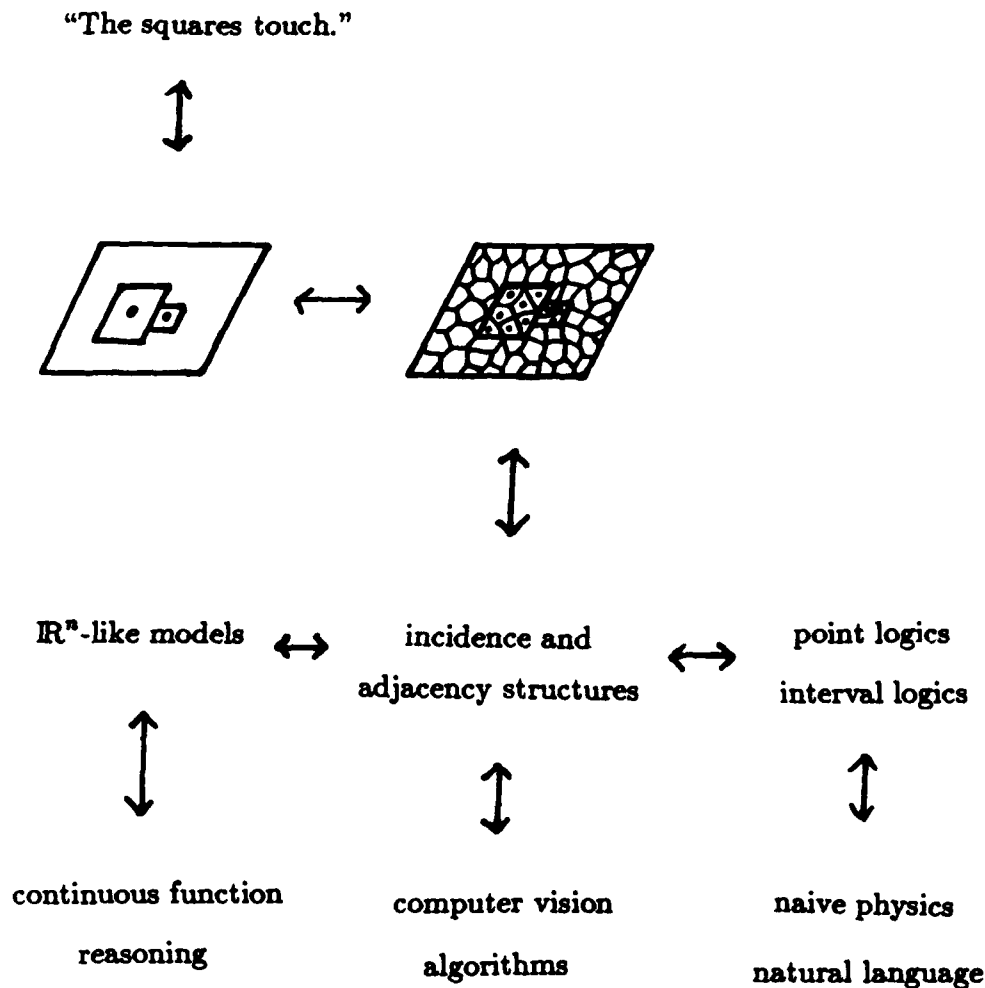 “The squares touch.”
ℝⁿ-like models
incidence and
adjacency structures
point logics
interval logics
continuous function
reasoning
computer vision
algorithms
naive physics
natural language